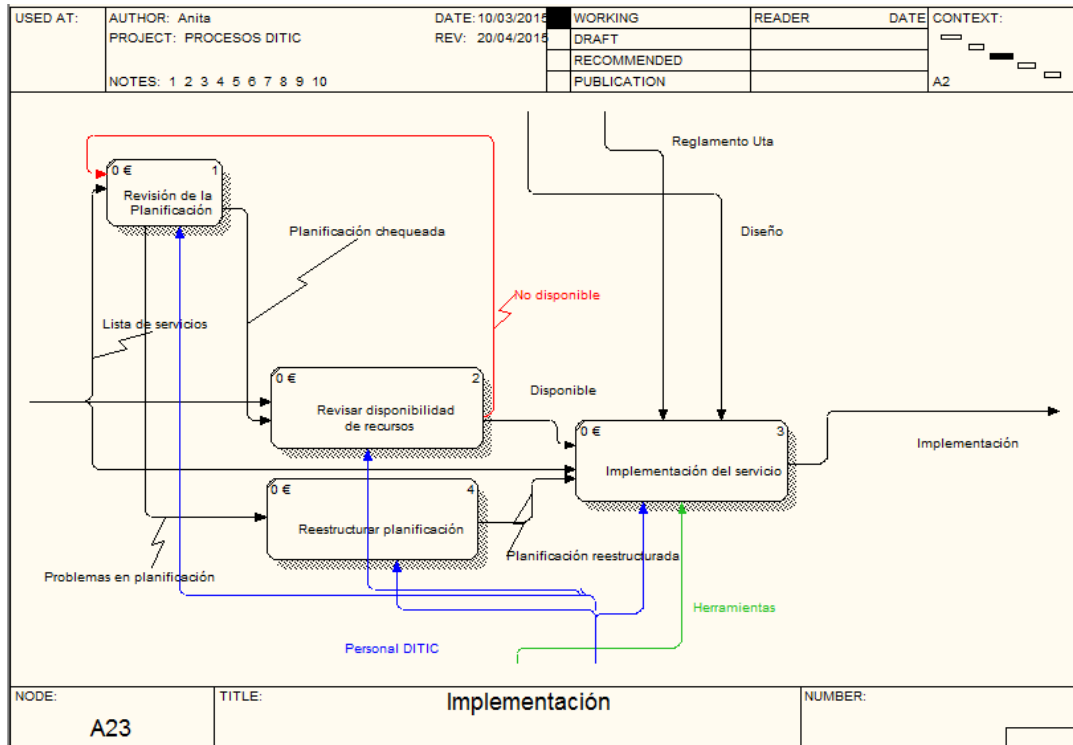 USED AT:
AUTHOR: Anita
DATE: 10/03/2015
WORKING
READER
DATE
CONTEXT:
PROJECT: PROCESOS DITIC
REV: 20/04/2015
DRAFT
RECOMMENDED
NOTES: 1 2 3 4 5 6 7 8 9 10
PUBLICATION
A2
Reglamento Uta
0 €
1
Revisión de la
Planificación
Planificación chequeada
Diseño
No disponible
Lista de servicios
0 €
2
Revisar disponibilidad
de recursos
Disponible
0 €
3
Implementación del servicio
Implementación
0 €
4
Reestructurar planificación
Planificación reestructurada
Problemas en planificación
Herramientas
Personal DITIC
NODE:
TITLE:
NUMBER:
A23
Implementación